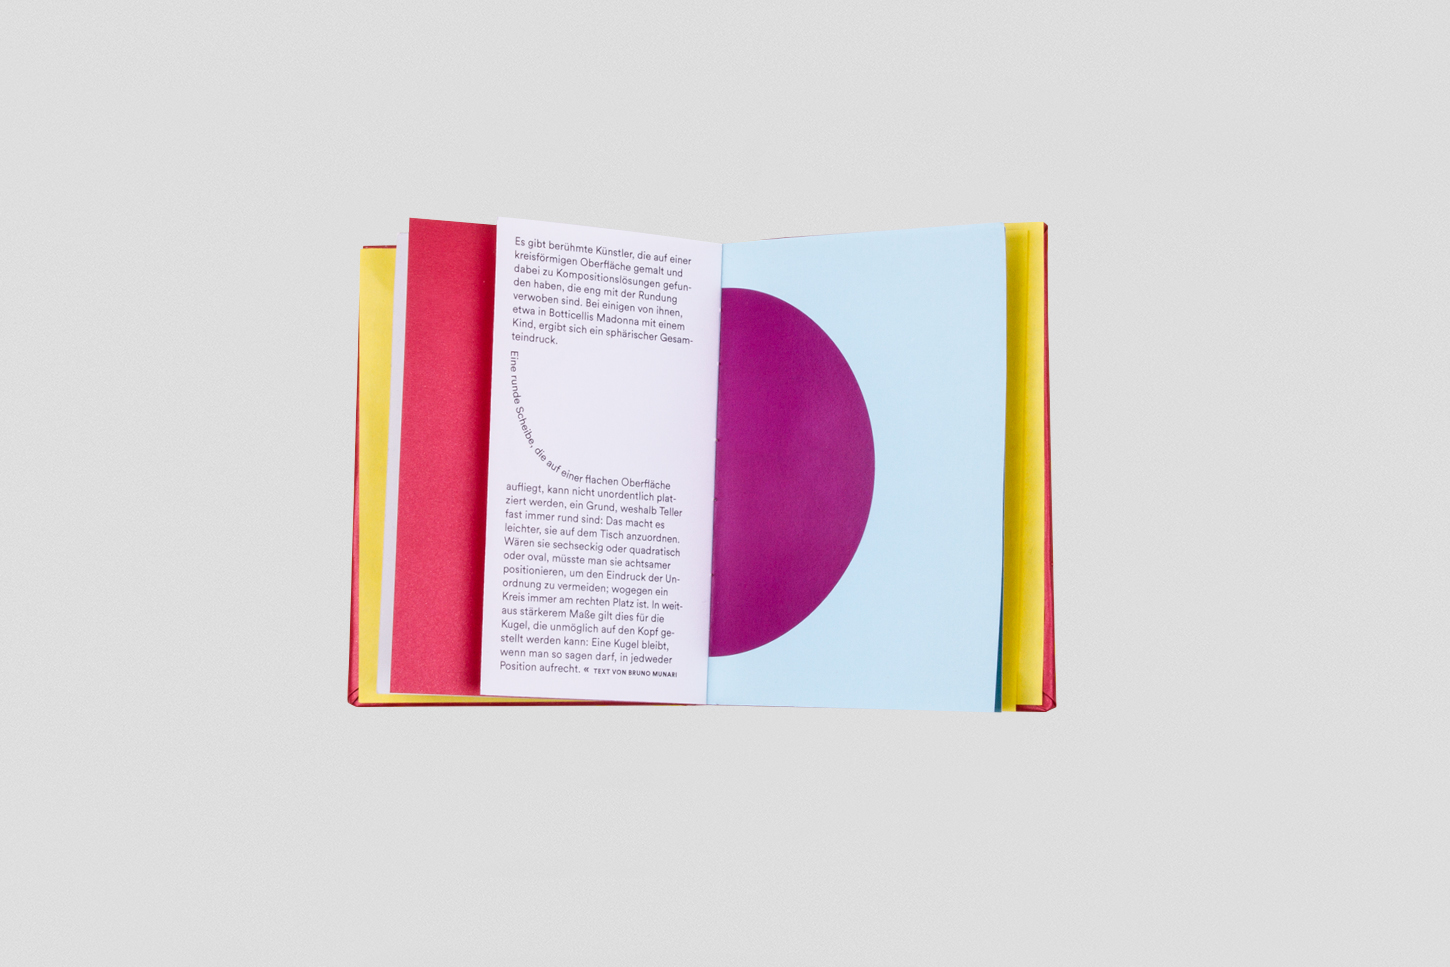 Es gibt berühmte Künstler, die auf einer
kreisförmigen Oberfläche gemalt und
dabei zu Kompositionslösungen gefun-
den haben, die eng mit der Rundung
verwoben sind. Bei einigen von ihnen,
etwa in Botticellis Madonna mit einem
Kind, ergibt sich ein sphärischer Gesam-
teindruck.
Eine runde Scheibe, die auf einer flachen Oberfläche
aufliegt, kann nicht unordentlich plat-
ziert werden, ein Grund, weshalb Teller
fast immer rund sind: Das macht es
leichter, sie auf dem Tisch anzuordnen.
Wären sie sechseckig oder quadratisch
oder oval, müsste man sie achtsamer
positionieren, um den Eindruck der Un-
ordnung zu vermeiden; wogegen ein
Kreis immer am rechten Platz ist. In weit-
aus stärkerem Maße gilt dies für die
Kugel, die unmöglich auf den Kopf ge-
stellt werden kann: Eine Kugel bleibt,
wenn man so sagen darf, in jedweder
Position aufrecht. « TEXT VON BRUNO MUNARI